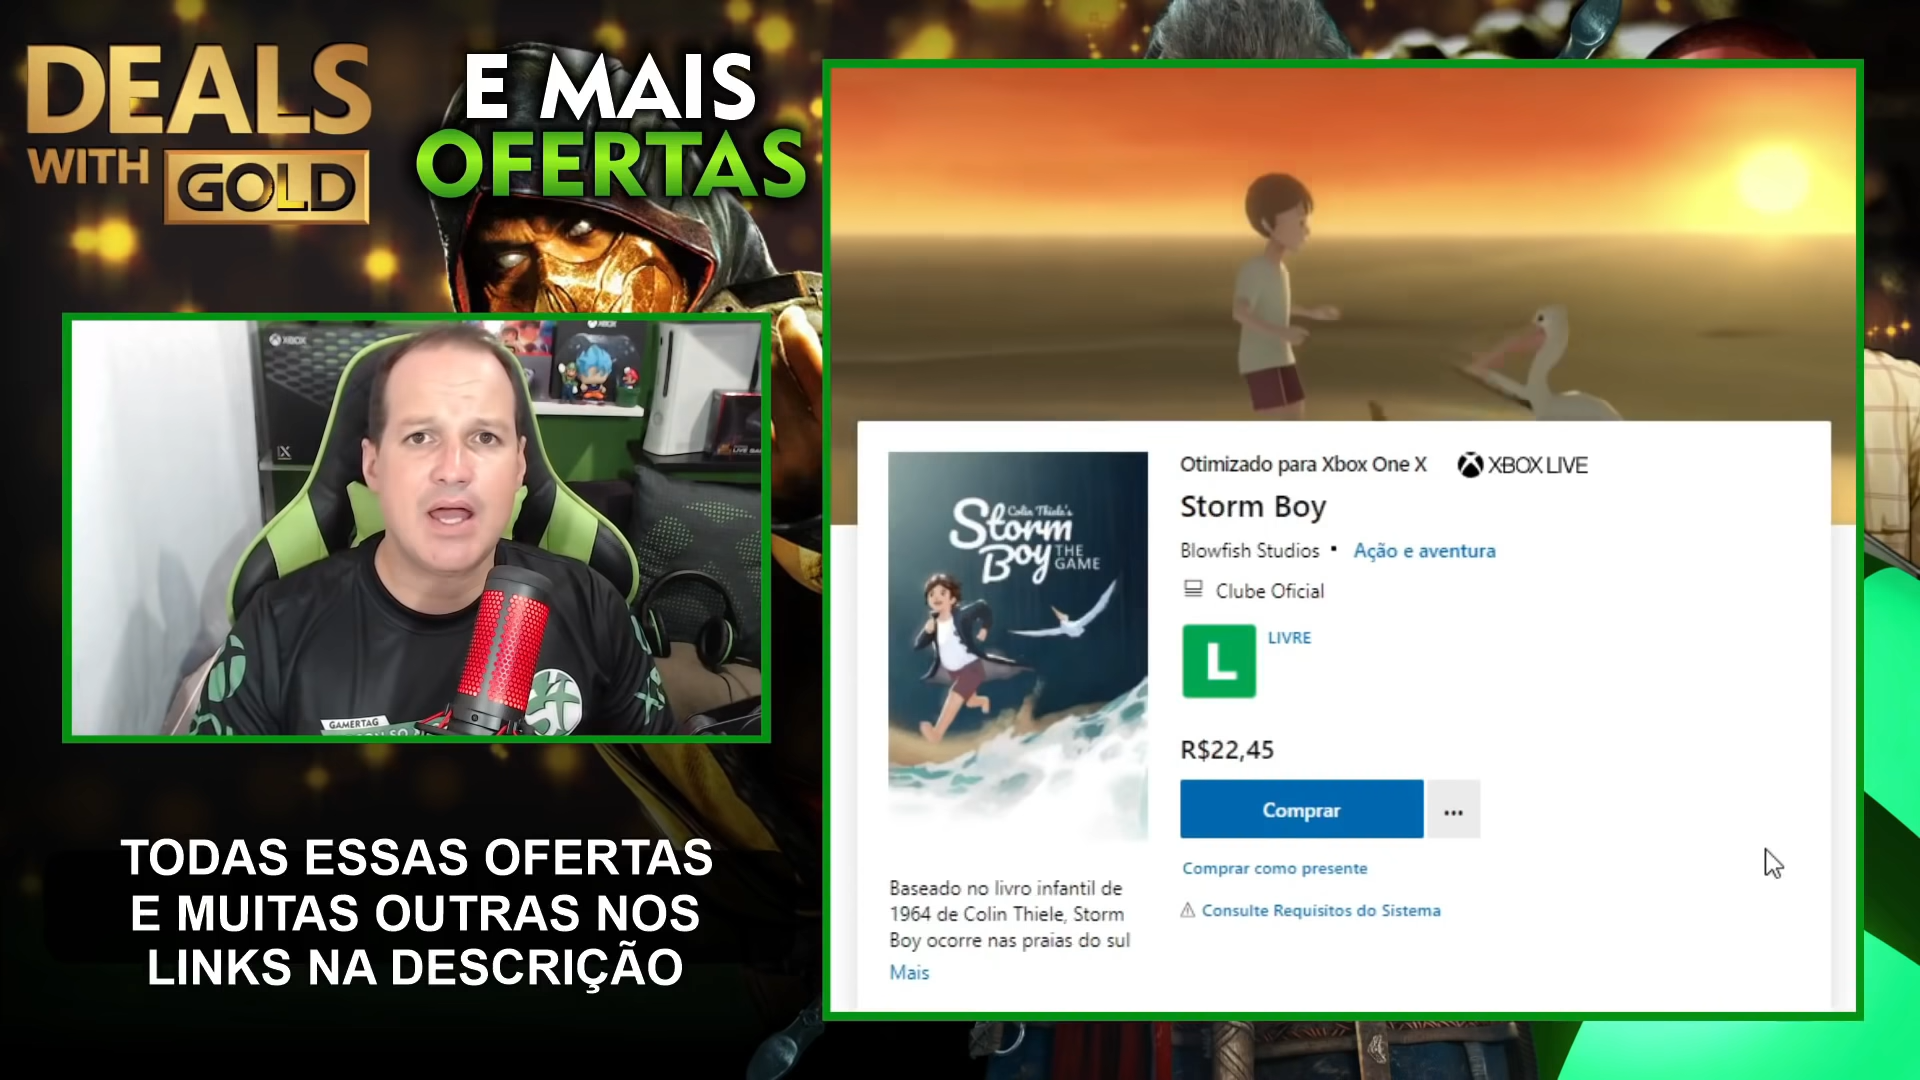 DEALS
WITH GOLD
E MAIS
OFERTAS
XBOX
XBOX
X
GAMERTAG
TODAS ESSAS OFERTAS
E MUITAS OUTRAS NOS
LINKS NA DESCRIÇÃO
Colin Thiele's
Storm
Boy THE
GAME
Otimizado para Xbox One X
XBOX LIVE
Storm Boy
Blowfish Studios • Ação e aventura
Clube Oficial
L LIVRE
R$22,45
Comprar ...
Comprar como presente
Consulte Requisitos do Sistema
Baseado no livro infantil de
1964 de Colin Thiele, Storm
Boy ocorre nas praias do sul
Mais